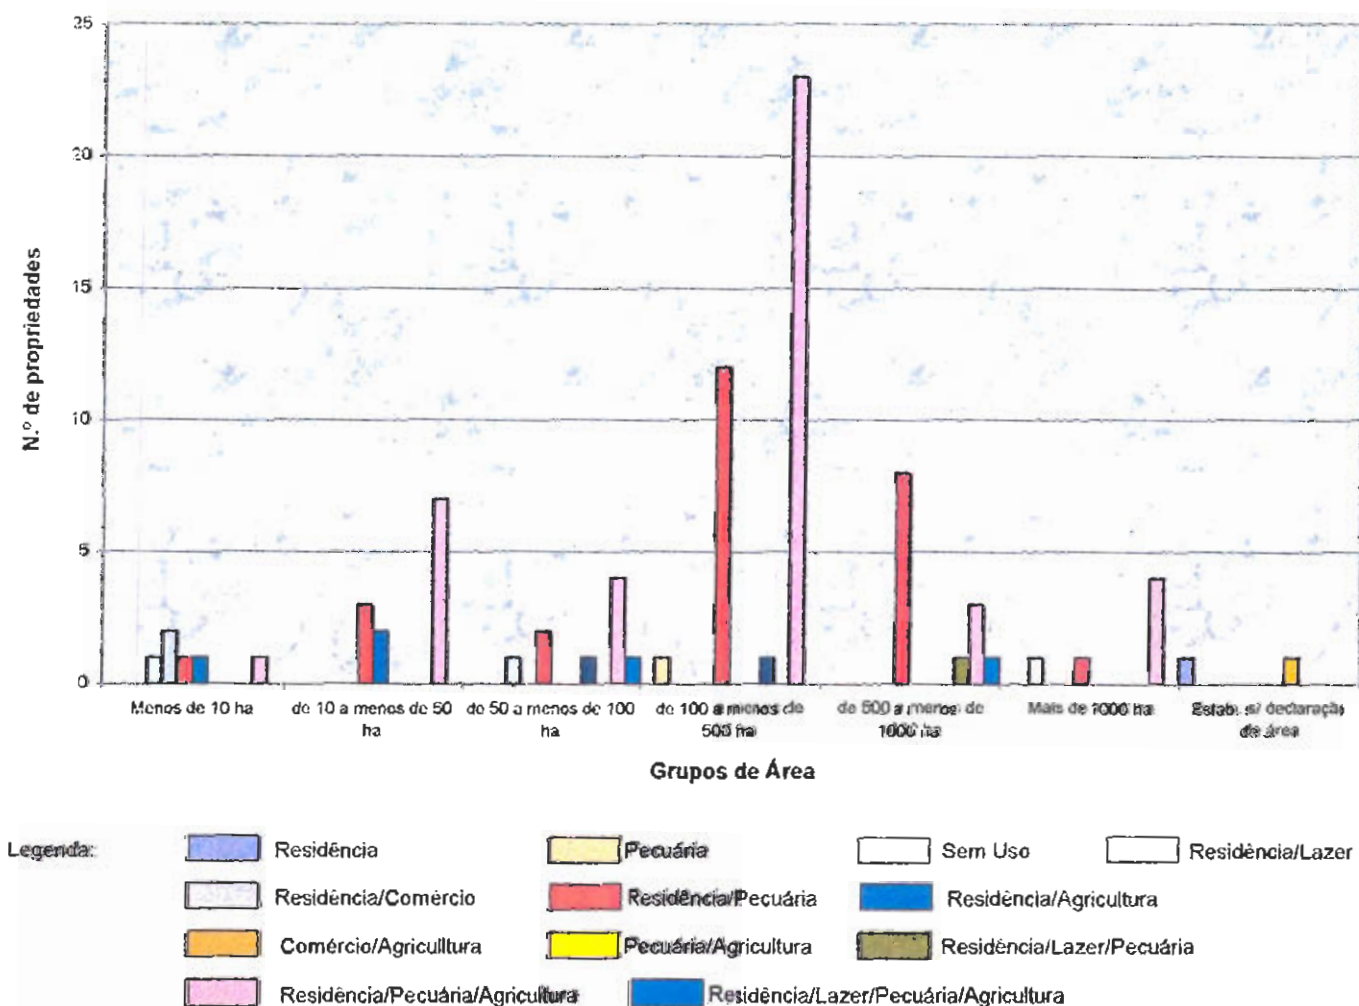 25
20
15
10
5
0
N.º de propriedades
Menos de 10 ha
de 10 a menos de 50 ha
de 50 a menos de 100 ha
de 100 a menos de 500 ha
de 500 a menos de 1000 ha
Mais de 1000 ha
Estab. s/ declaração de área
Grupos de Área
Legenda:
Residência
Pecuária
Sem Uso
Residência/Lazer
Residência/Comércio
Residência/Pecuária
Residência/Agricultura
Comércio/Agricullura
Pecuária/Agricultura
Residência/Lazer/Pecuária
Residência/Pecuária/Agricultura
Residência/Lazer/Pecuária/Agricultura